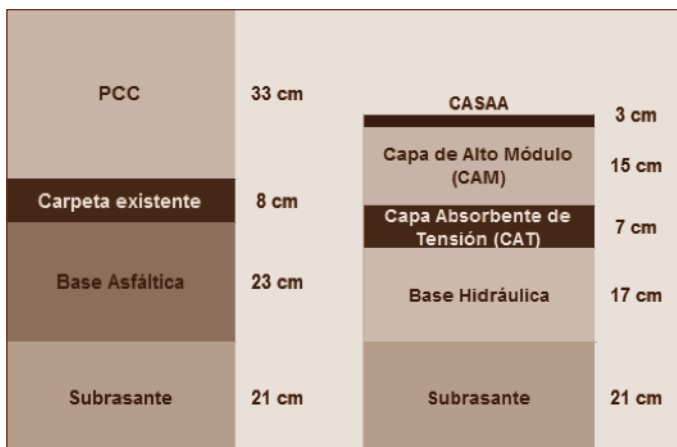 PCC
33 cm
Carpeta existente
8 cm
Base Asfáltica
23 cm
Subrasante
21 cm
CASAA
3 cm
Capa de Alto Módulo
(CAM)
15 cm
Capa Absorbente de
Tensión (CAT)
7 cm
Base Hidráulica
17 cm
Subrasante
21 cm